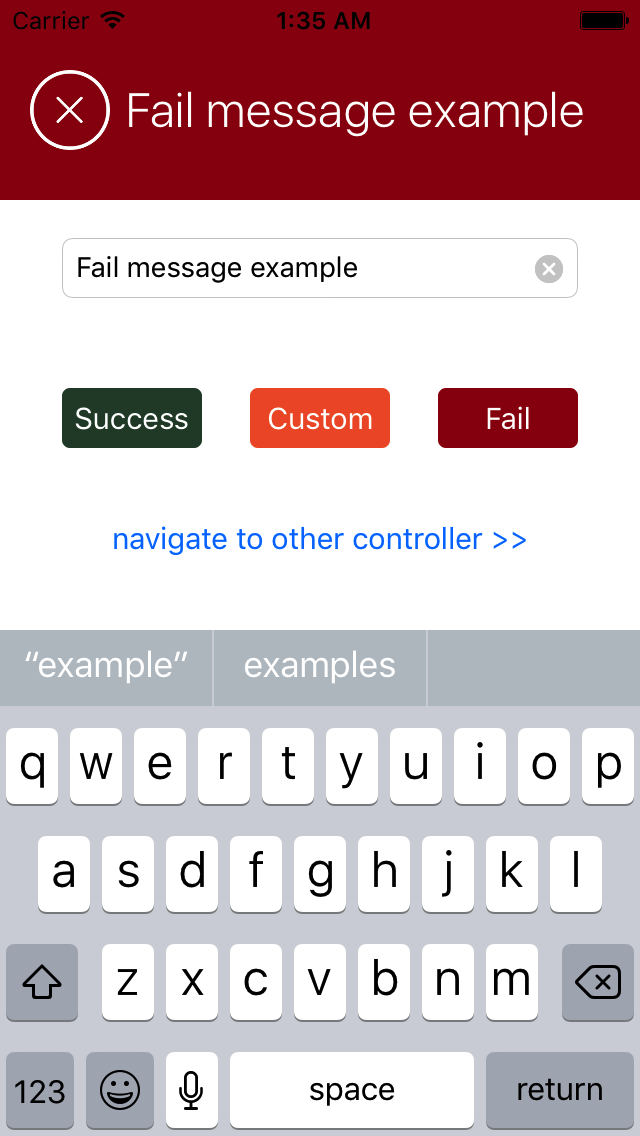 Carrier 1:35 AM
Fail message example
Fail message example
Success Custom Fail
navigate to other controller >>
“example” examples
q w e r t y u i o p
a s d f g h j k l
z x c v b n m
123 space return